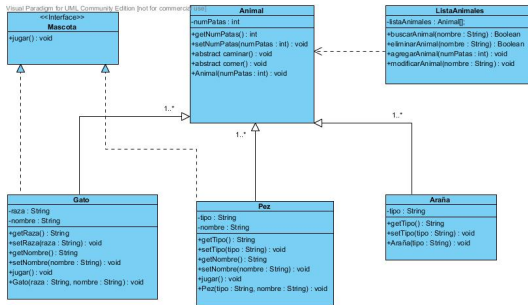 Visual Paradigm for UML Community Edition [not for commercial use]
<<Interface>>
Mascota
+jugar() : void
Animal
-numPatas : int
+getNumPatas() : int
+setNumPatas(numPatas : int) : void
+abstract caminar() : void
+abstract comer() : void
+Animal(numPatas : int)
ListaAnimales
-listaAnimales : Animal[];
+buscarAnimal(nombre : String) : Boolean
+eliminarAnimal(nombre : String) : Boolean
+agregarAnimal(numPatas : int) : void
+modificarAnimal(nombre : String) : void
1..*
1..*
1..*
Gato
-raza : String
-nombre : String
+getRaza() : String
+setRaza(raza : String) : void
+getNombre() : String
+setNombre(nombre : String) : void
+jugar() : void
+Gato(raza : String, nombre : String) : void
Pez
-tipo : String
-nombre : String
+getTipo() : String
+setTipo(tipo : String) : void
+getNombre() : String
+setNombre(nombre : String) : void
+jugar() : void
+Pez(tipo : String, nombre : String) : void
Araña
-tipo : String
+getTipo() : String
+setTipo(tipo : String) : void
+Araña(tipo : String) : void